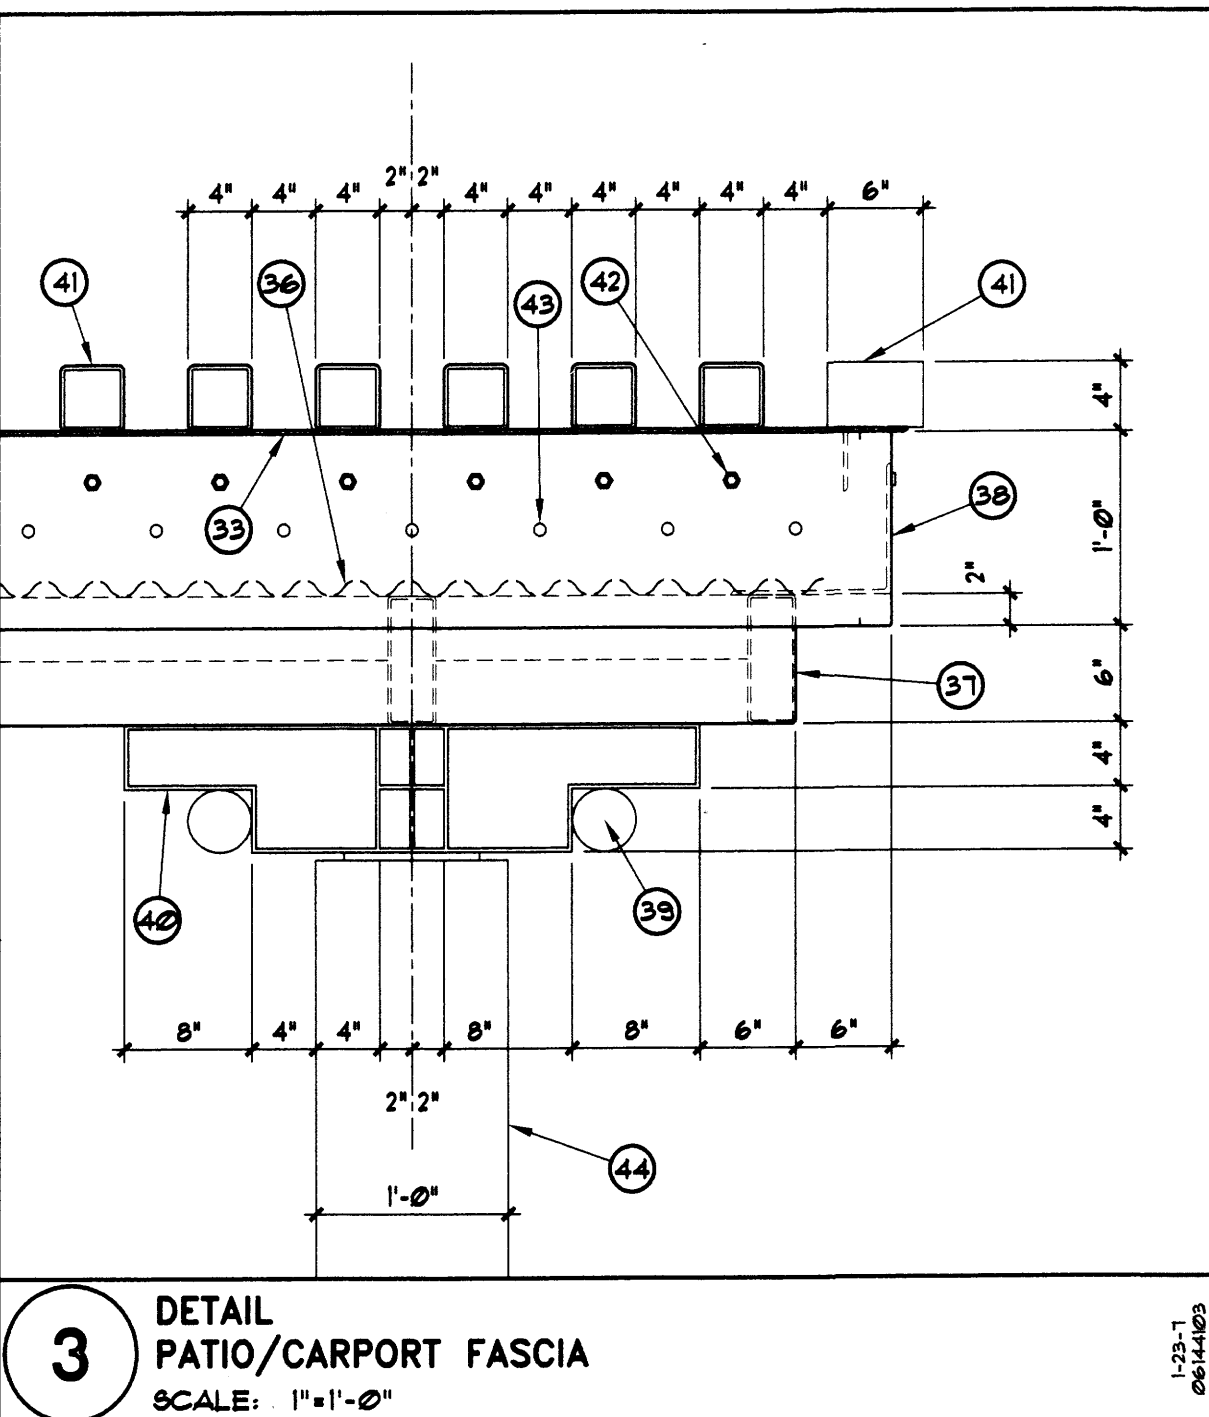 2" 2"
4" 4" 4" 4" 4" 4" 4" 4" 4" 6"
41 36 43 42 41
4"
33 38
1'-0"
2"
37
6"
4"
4"
40 39
8" 4" 4" 8" 8" 6" 6"
2" 2"
44
1'-0"
3
DETAIL
PATIO/CARPORT FASCIA
SCALE: 1"=1'-0"
1-23-7
06144103